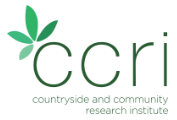 ccri
countryside and community
research institute